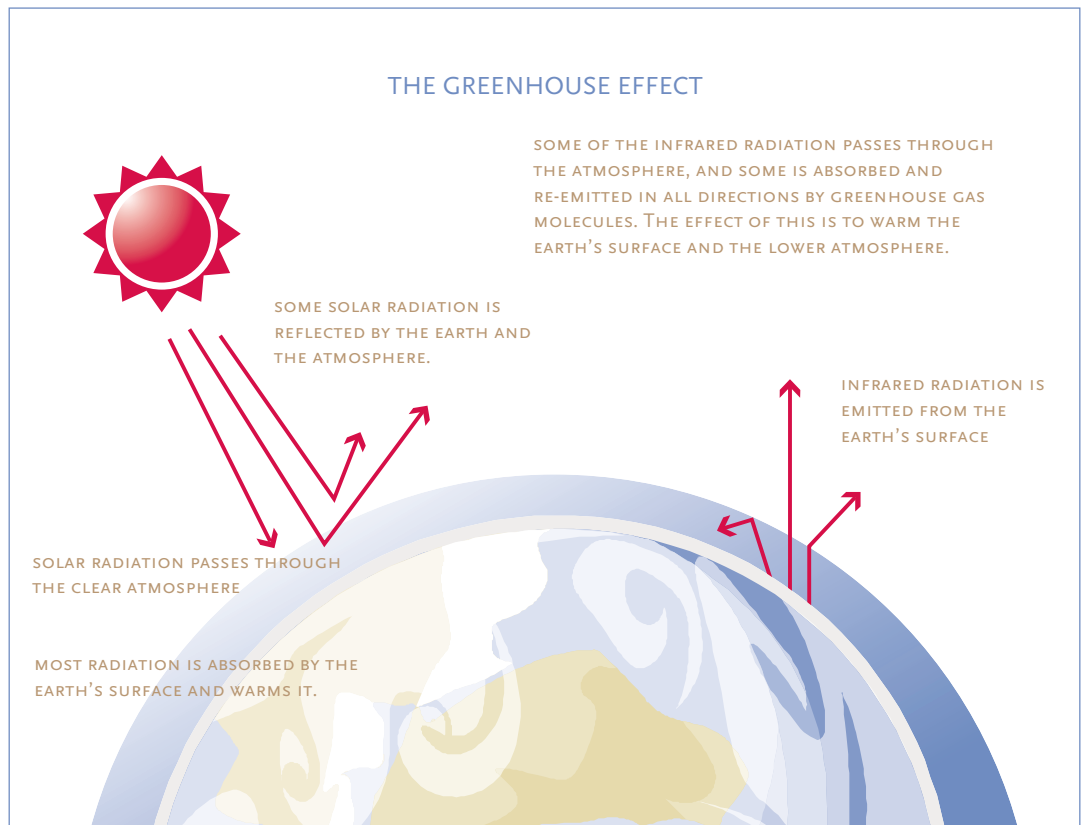 THE GREENHOUSE EFFECT
SOME OF THE INFRARED RADIATION PASSES THROUGH
THE ATMOSPHERE, AND SOME IS ABSORBED AND
RE-EMITTED IN ALL DIRECTIONS BY GREENHOUSE GAS
MOLECULES. THE EFFECT OF THIS IS TO WARM THE
EARTH'S SURFACE AND THE LOWER ATMOSPHERE.
SOME SOLAR RADIATION IS
REFLECTED BY THE EARTH AND
THE ATMOSPHERE.
INFRARED RADIATION IS
EMITTED FROM THE
EARTH'S SURFACE
SOLAR RADIATION PASSES THROUGH
THE CLEAR ATMOSPHERE
MOST RADIATION IS ABSORBED BY THE
EARTH'S SURFACE AND WARMS IT.